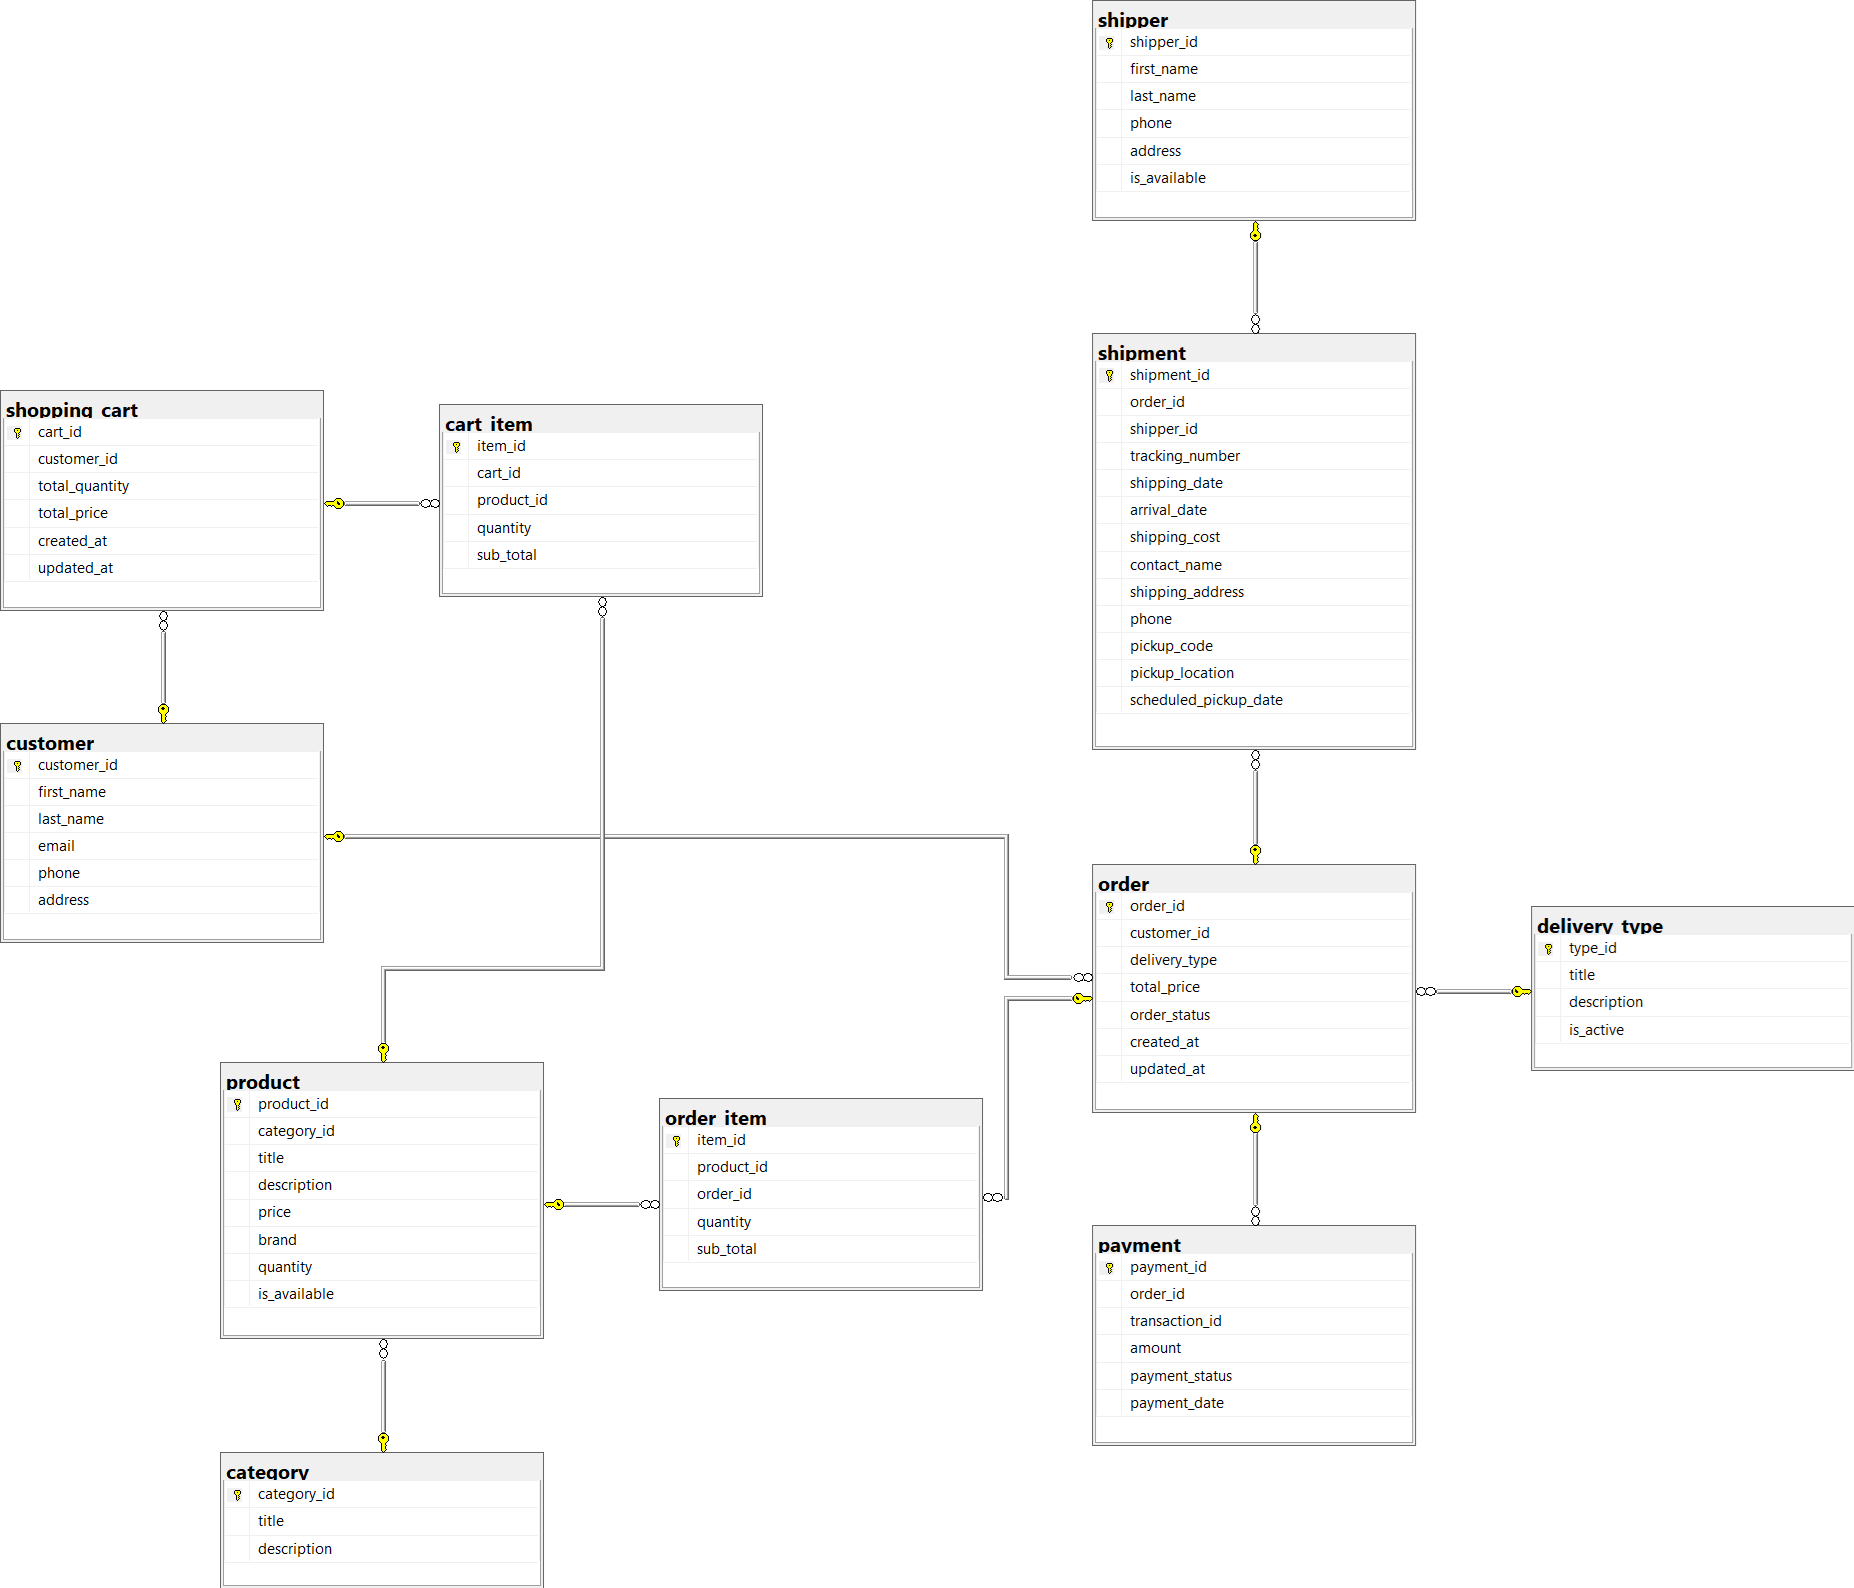 shipper
shipper_id
first_name
last_name
phone
address
is_available
shipment
shipment_id
order_id
shipper_id
tracking_number
shipping_date
arrival_date
shipping_cost
contact_name
shipping_address
phone
pickup_code
pickup_location
scheduled_pickup_date
shopping_cart
cart_id
customer_id
total_quantity
total_price
created_at
updated_at
cart_item
item_id
cart_id
product_id
quantity
sub_total
customer
customer_id
first_name
last_name
email
phone
address
order
order_id
customer_id
delivery_type
total_price
order_status
created_at
updated_at
delivery_type
type_id
title
description
is_active
product
product_id
category_id
title
description
price
brand
quantity
is_available
order_item
item_id
product_id
order_id
quantity
sub_total
payment
payment_id
order_id
transaction_id
amount
payment_status
payment_date
category
category_id
title
description